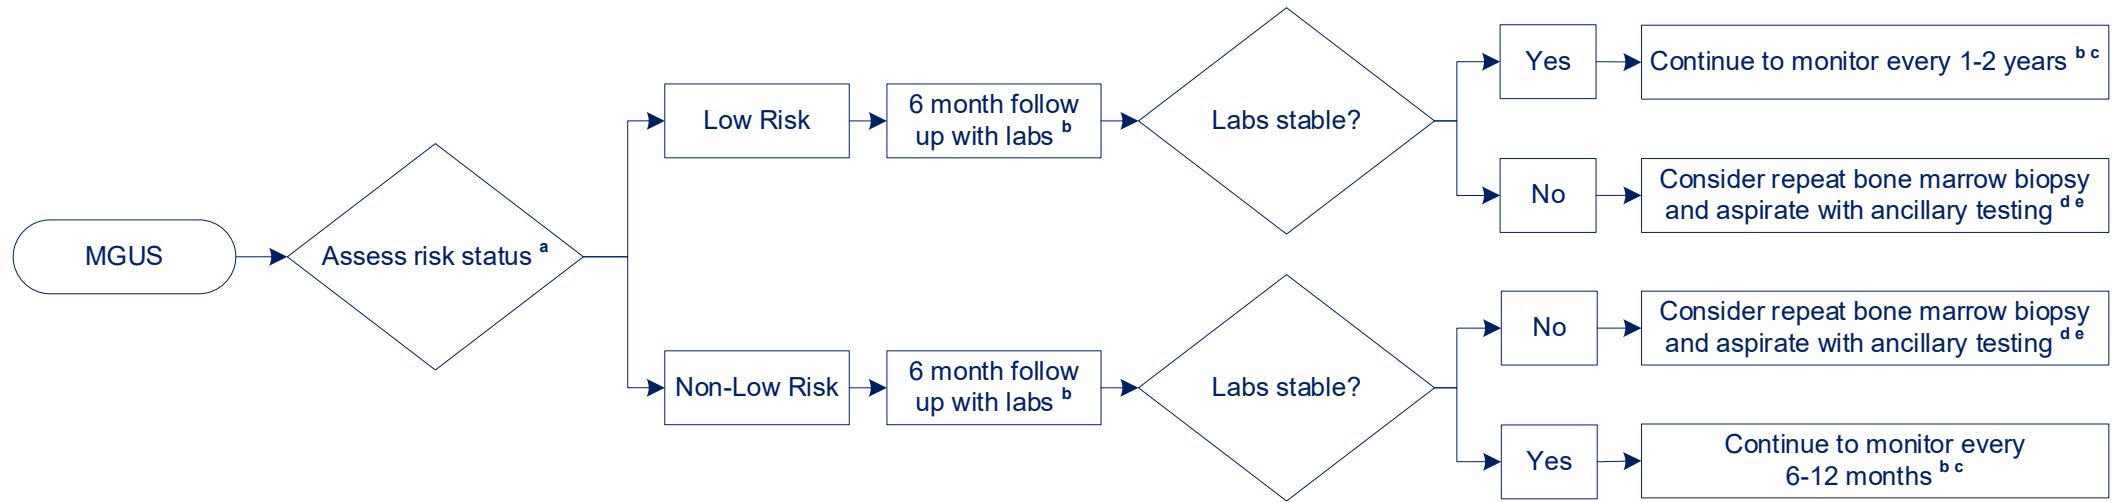 MGUS
Assess risk status a
Low Risk
6 month follow
up with labs b
Labs stable?
Yes
Continue to monitor every 1-2 years b c
No
Consider repeat bone marrow biopsy
and aspirate with ancillary testing d e
Non-Low Risk
6 month follow
up with labs b
Labs stable?
No
Consider repeat bone marrow biopsy
and aspirate with ancillary testing d e
Yes
Continue to monitor every
6-12 months b c